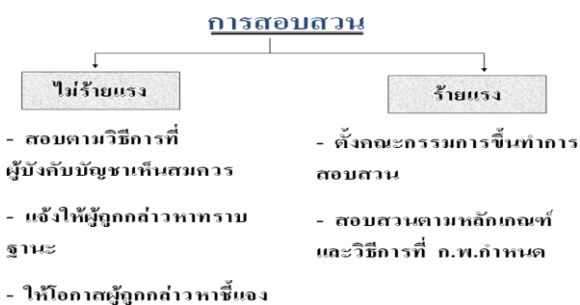 การสอบสวน
ไม่ร้ายแรง
ร้ายแรง
- สอบตามวิธีการที่
ผู้บังคับบัญชาเห็นสมควร
- แจ้งให้ผู้ถูกกล่าวหาทราบ
ฐานะ
- ให้โอกาสผู้ถูกกล่าวหาชี้แจง
- ตั้งคณะกรรมการขึ้นทำการ
สอบสวน
- สอบสวนตามหลักเกณฑ์
และวิธีการที่ ก.พ.กำหนด